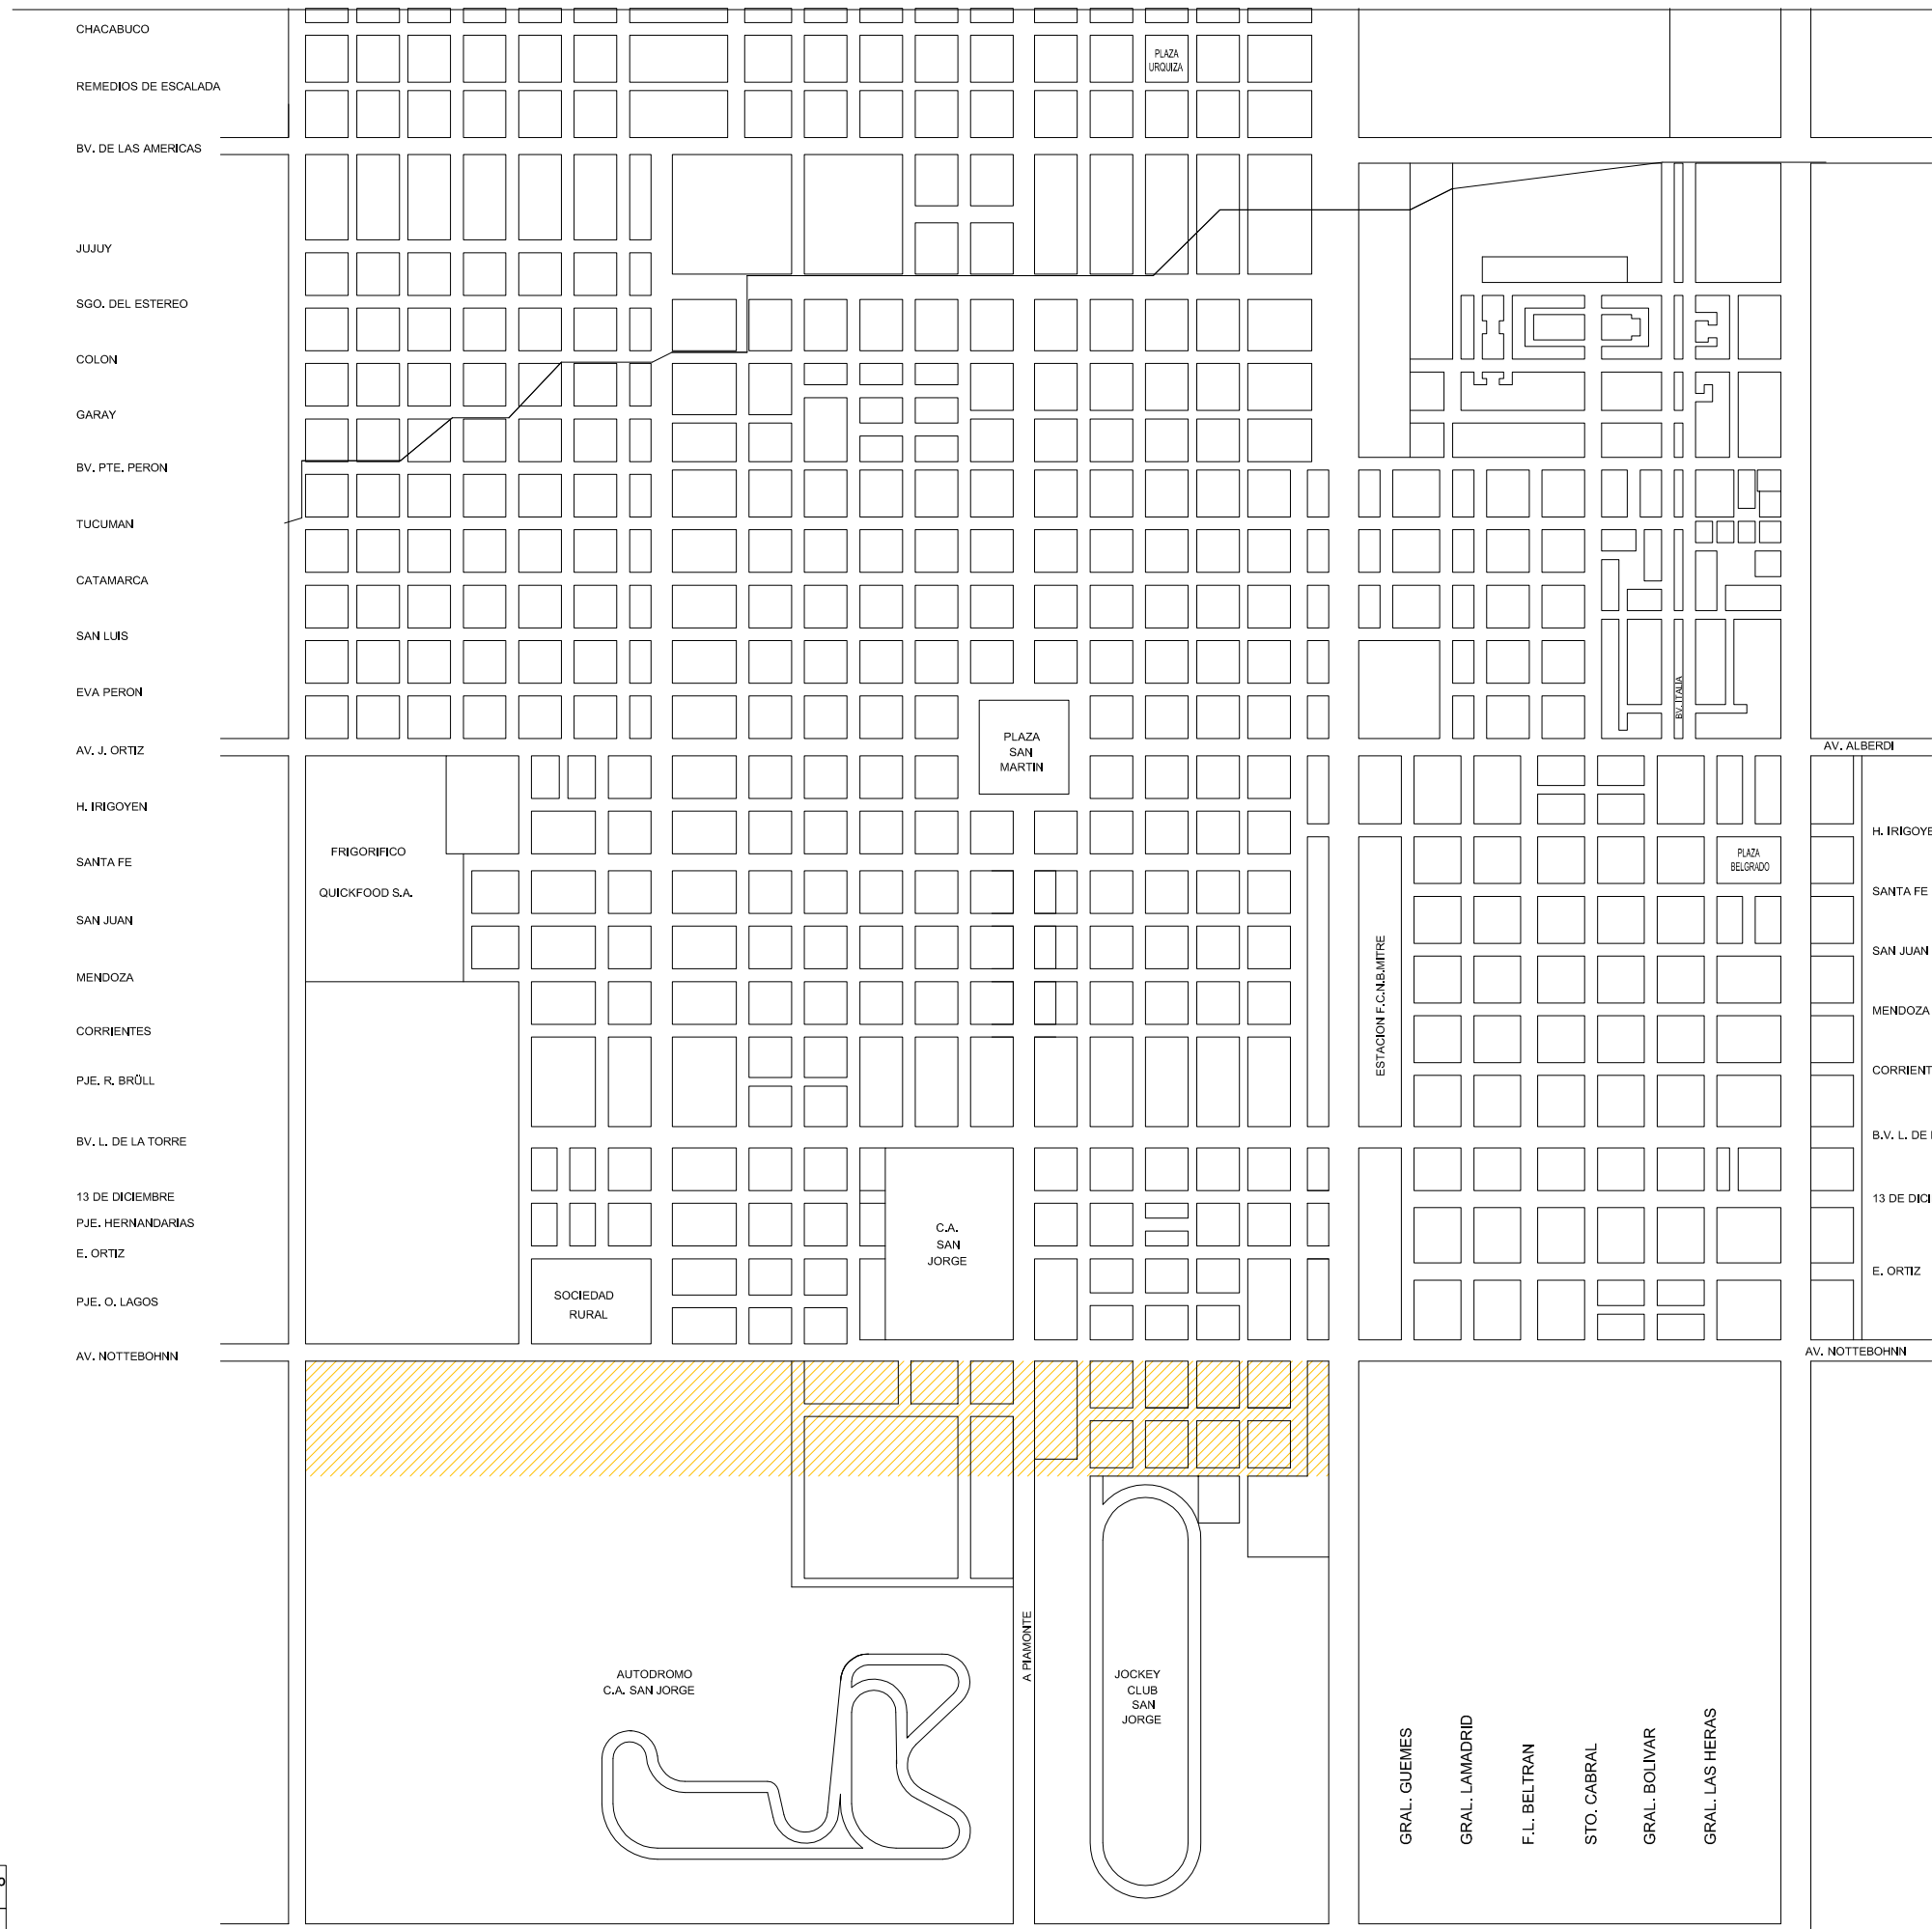 CHACABUCO
REMEDIOS DE ESCALADA
BV. DE LAS AMERICAS
JUJUY
SGO. DEL ESTEREO
COLON
GARAY
BV. PTE. PERON
TUCUMAN
CATAMARCA
SAN LUIS
EVA PERON
AV. J. ORTIZ
H. IRIGOYEN
SANTA FE
SAN JUAN
MENDOZA
CORRIENTES
PJE. R. BRÜLL
BV. L. DE LA TORRE
13 DE DICIEMBRE
PJE. HERNANDARIAS
E. ORTIZ
PJE. O. LAGOS
AV. NOTTEBOHNN
PLAZA
URQUIZA
BV. ITALIA
PLAZA
SAN
MARTIN
FRIGORIFICO
QUICKFOOD S.A.
ESTACION F.C.N.B.MITRE
PLAZA
BELGRADO
C.A.
SAN
JORGE
SOCIEDAD
RURAL
AV. ALBERDI
H. IRIGOYE
SANTA FE
SAN JUAN
MENDOZA
CORRIENT
B.V. L. DE
13 DE DICI
E. ORTIZ
AV. NOTTEBOHNN
AUTODROMO
C.A. SAN JORGE
A PIAMONTE
JOCKEY
CLUB
SAN
JORGE
GRAL. GUEMES
GRAL. LAMADRID
F.L. BELTRAN
STO. CABRAL
GRAL. BOLIVAR
GRAL. LAS HERAS